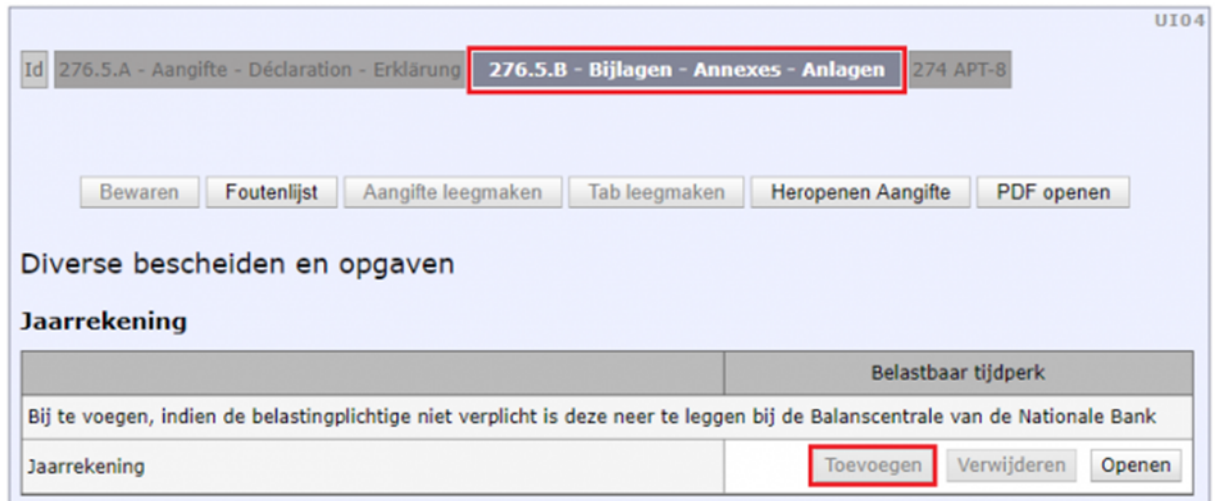 UI04
Id 276.5.A - Aangifte - Déclaration - Erklärung 276.5.B - Bijlagen - Annexes - Anlagen 274 APT-8
Bewaren Foutenlijst Aangifte leegmaken Tab leegmaken Heropenen Aangifte PDF openen
Diverse bescheiden en opgaven
Jaarrekening
Belastbaar tijdperk
Bij te voegen, indien de belastingplichtige niet verplicht is deze neer te leggen bij de Balanscentrale van de Nationale Bank
Jaarrekening Toevoegen Verwijderen Openen